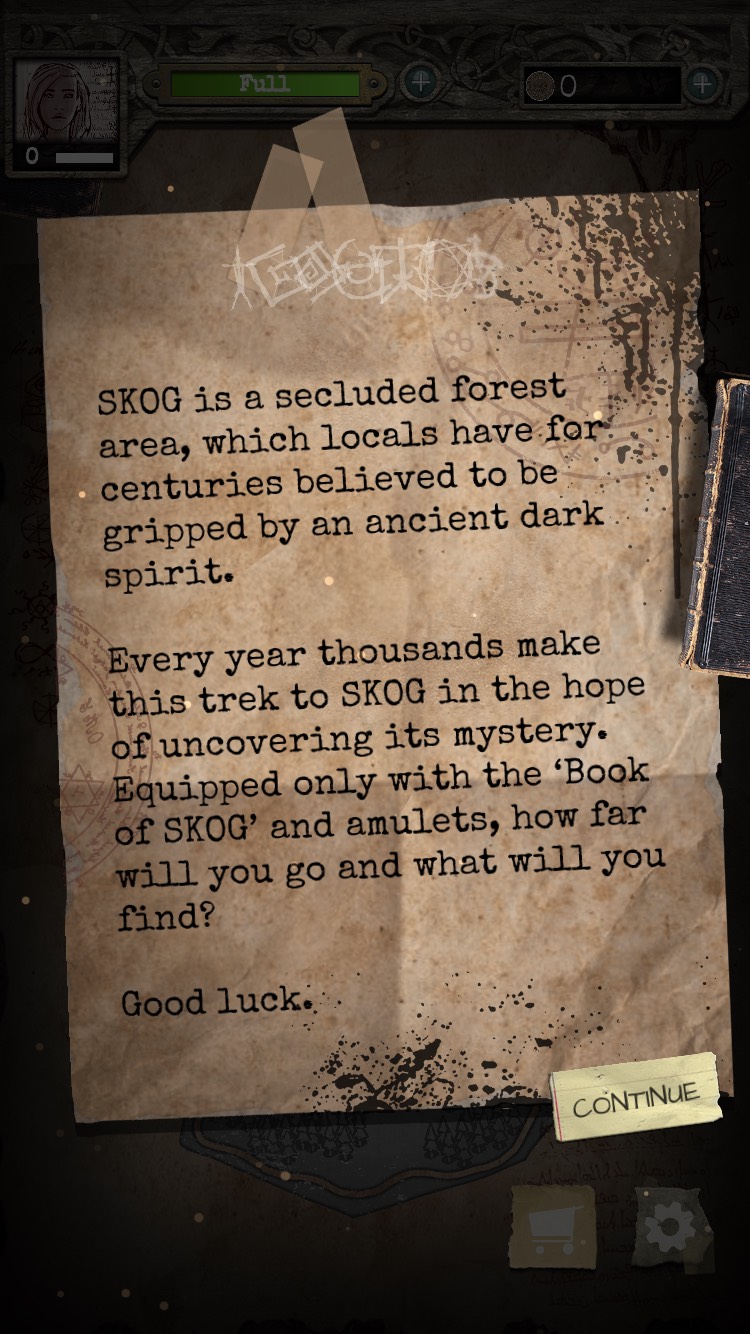 Full
0
0
SKOG is a secluded forest
area, which locals have for
centuries believed to be
gripped by an ancient dark
spirit.
Every year thousands make
this trek to SKOG in the hope
of uncovering its mystery.
Equipped only with the ‘Book
of SKOG’ and amulets, how far
will you go and what will you
find?
Good luck.
CONTINUE